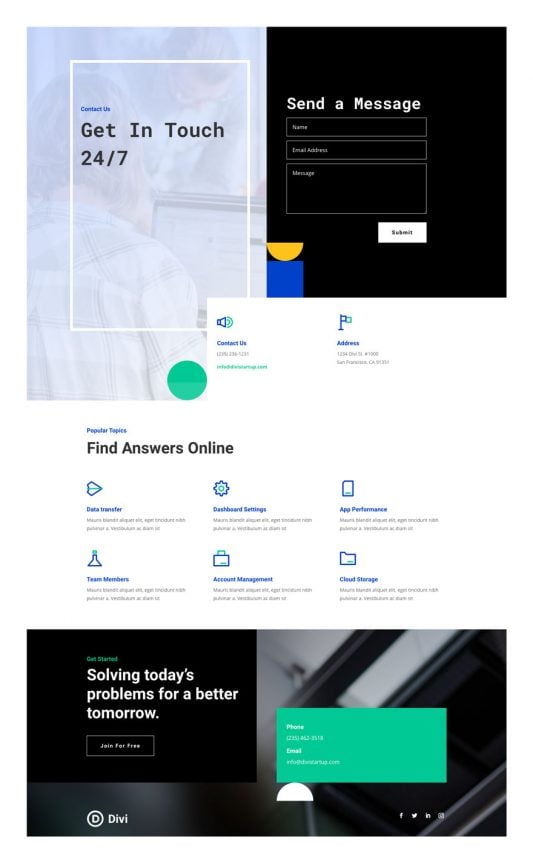 Contact Us
Get In Touch
24/7
Send a Message
Name
Email Address
Message
Submit
Contact Us
(235) 236-1231
info@divistartup.com
Address
1234 Divi St. #1000
San Francisco, CA 91351
Popular Topics
Find Answers Online
Data transfer
Mauris blandit aliquet elit, eget tincidunt nibh
pulvinar a. Vestibulum ac diam sit
Dashboard Settings
Mauris blandit aliquet elit, eget tincidunt nibh
pulvinar a. Vestibulum ac diam sit
App Performance
Mauris blandit aliquet elit, eget tincidunt nibh
pulvinar a. Vestibulum ac diam sit
Team Members
Mauris blandit aliquet elit, eget tincidunt nibh
pulvinar a. Vestibulum ac diam sit
Account Management
Mauris blandit aliquet elit, eget tincidunt nibh
pulvinar a. Vestibulum ac diam sit
Cloud Storage
Mauris blandit aliquet elit, eget tincidunt nibh
pulvinar a. Vestibulum ac diam sit
Get Started
Solving today’s
problems for a better
tomorrow.
Join For Free
Phone
(235) 462-3518
Email
info@divistartup.com
D Divi